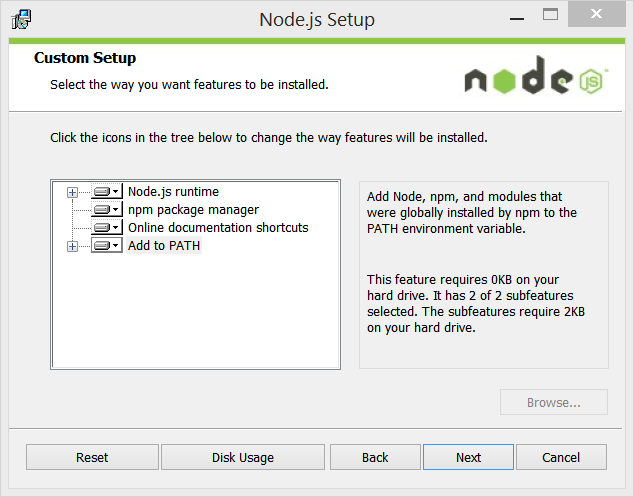 Node.js Setup
Custom Setup
Select the way you want features to be installed.
node
JS
Click the icons in the tree below to change the way features will be installed.
Node.js runtime
npm package manager
Online documentation shortcuts
Add to PATH
Add Node, npm, and modules that
were globally installed by npm to the
PATH environment variable.
This feature requires 0KB on your
hard drive. It has 2 of 2 subfeatures
selected. The subfeatures require 2KB
on your hard drive.
Browse...
Reset
Disk Usage
Back
Next
Cancel